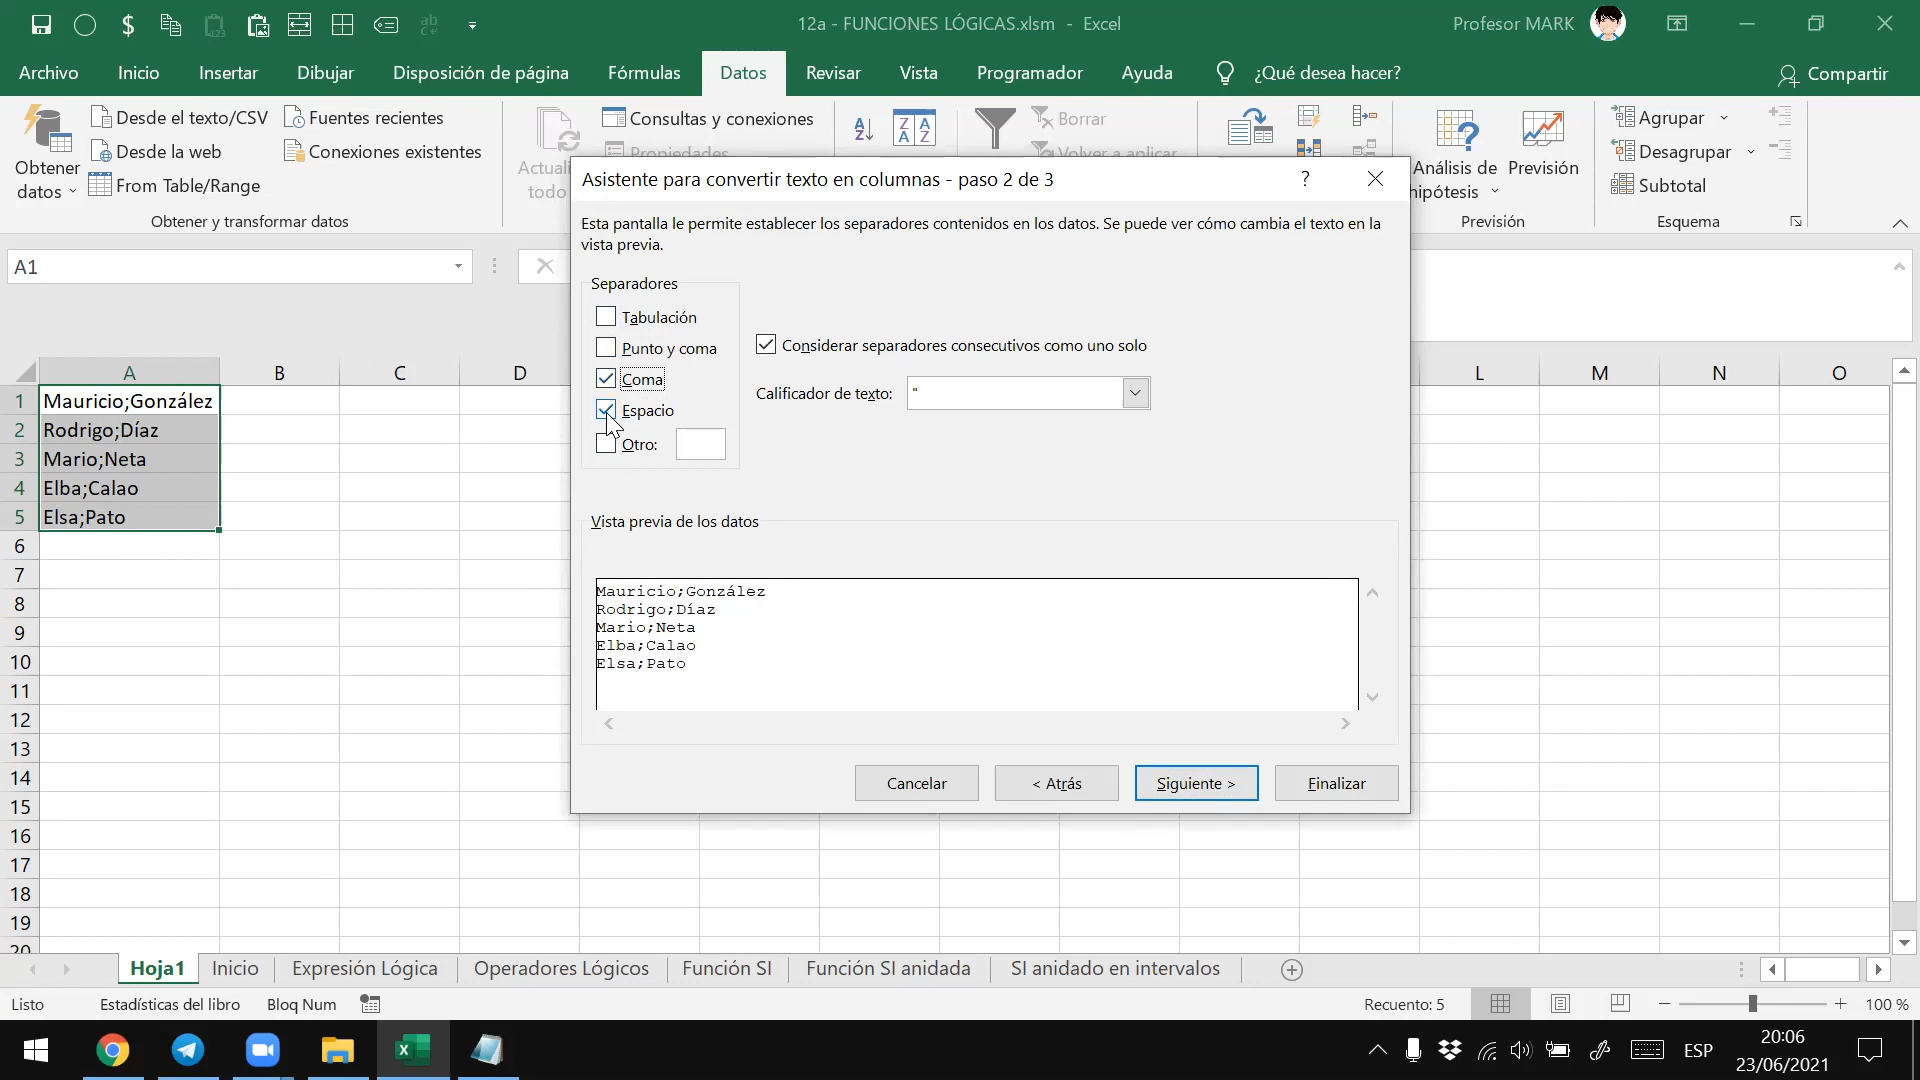 12a - FUNCIONES LÓGICAS.xlsm - Excel
Profesor MARK
Archivo Inicio Insertar Dibujar Disposición de página Fórmulas Datos Revisar Vista Programador Ayuda ¿Qué desea hacer? Compartir
Obtener datos
Desde el texto/CSV
Desde la web
From Table/Range
Fuentes recientes
Conexiones existentes
Obtener y transformar datos
Actuali
todo
Consultas y conexiones
Propiedades
Borrar
Volver a aplicar
Análisis de
hipótesis
Previsión
Previsión
Agrupar
Desagrupar
Subtotal
Esquema
A1
Asistente para convertir texto en columnas - paso 2 de 3
? 
Esta pantalla le permite establecer los separadores contenidos en los datos. Se puede ver cómo cambia el texto en la
vista previa.
Separadores
Tabulación
Punto y coma
Coma
Espacio
Otro:
Considerar separadores consecutivos como uno solo
Calificador de texto: "
Vista previa de los datos
Mauricio;González
Rodrigo;Díaz
Mario;Neta
Elba;Calao
Elsa;Pato
Cancelar < Atrás Siguiente > Finalizar
A B C D L M N O
1 Mauricio;González
2 Rodrigo;Díaz
3 Mario;Neta
4 Elba;Calao
5 Elsa;Pato
6
7
8
9
10
11
12
13
14
15
16
17
18
19
20
Hoja1 Inicio Expresión Lógica Operadores Lógicos Función SI Función SI anidada SI anidado en intervalos
Listo Estadísticas del libro Bloq Num Recuento: 5 100 %
ESP
20:06
23/06/2021